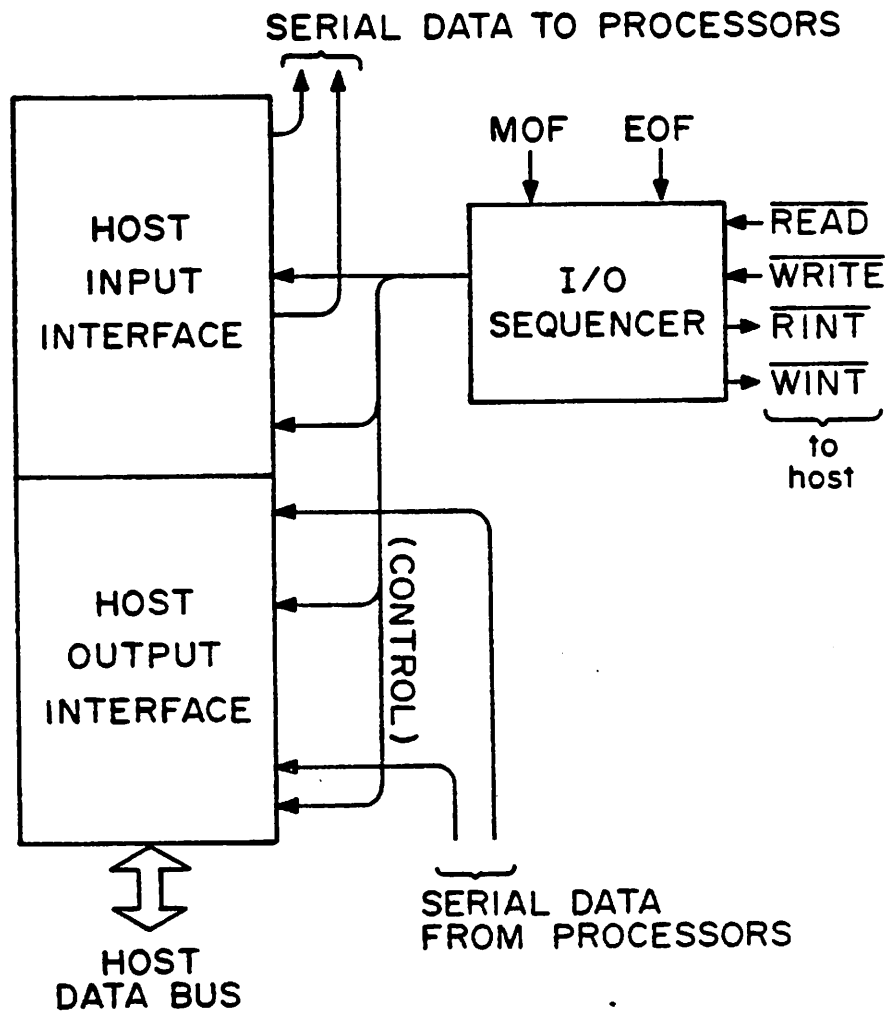 SERIAL DATA TO PROCESSORS
MOF EOF
HOST
INPUT
INTERFACE
I/O
SEQUENCER
READ
WRITE
RINT
WINT
to
host
(CONTROL)
HOST
OUTPUT
INTERFACE
SERIAL DATA
FROM PROCESSORS
HOST
DATA BUS